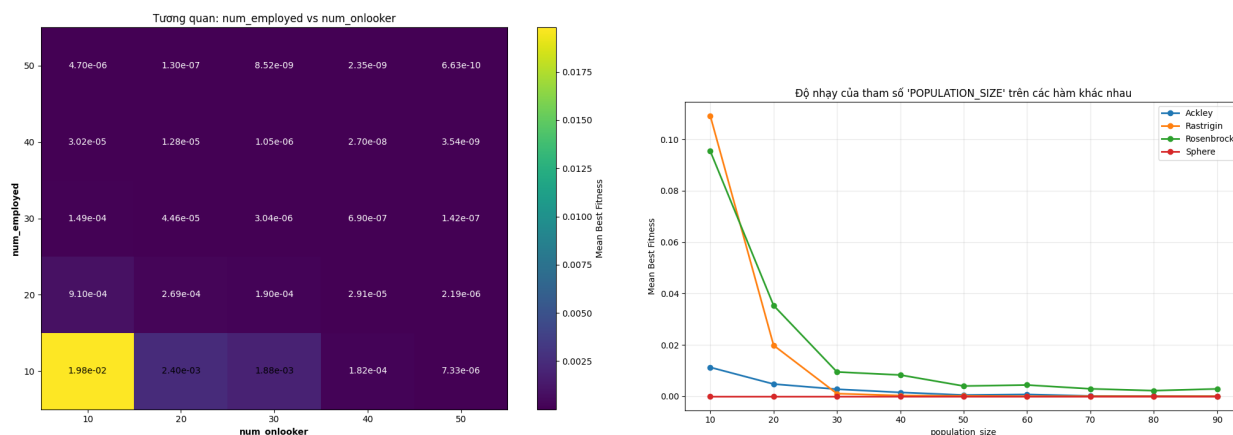 Tương quan: num_employed vs num_onlooker
50 4.70e-06 1.30e-07 8.52e-09 2.35e-09 6.63e-10
40 3.02e-05 1.28e-05 1.05e-06 2.70e-08 3.54e-09
30 1.49e-04 4.46e-05 3.04e-06 6.90e-07 1.42e-07
20 9.10e-04 2.69e-04 1.90e-04 2.91e-05 2.19e-06
10 1.98e-02 2.40e-03 1.88e-03 1.82e-04 7.33e-06
10 20 30 40 50
num_onlooker
num_employed
0.0175
0.0150
0.0125
0.0100
0.0075
0.0050
0.0025
Mean Best Fitness
Độ nhạy của tham số 'POPULATION_SIZE' trên các hàm khác nhau
Ackley
Rastrigin
Rosenbrock
Sphere
0.10
0.08
0.06
0.04
0.02
0.00
Mean Best Fitness
10 20 30 40 50 60 70 80 90
population_size